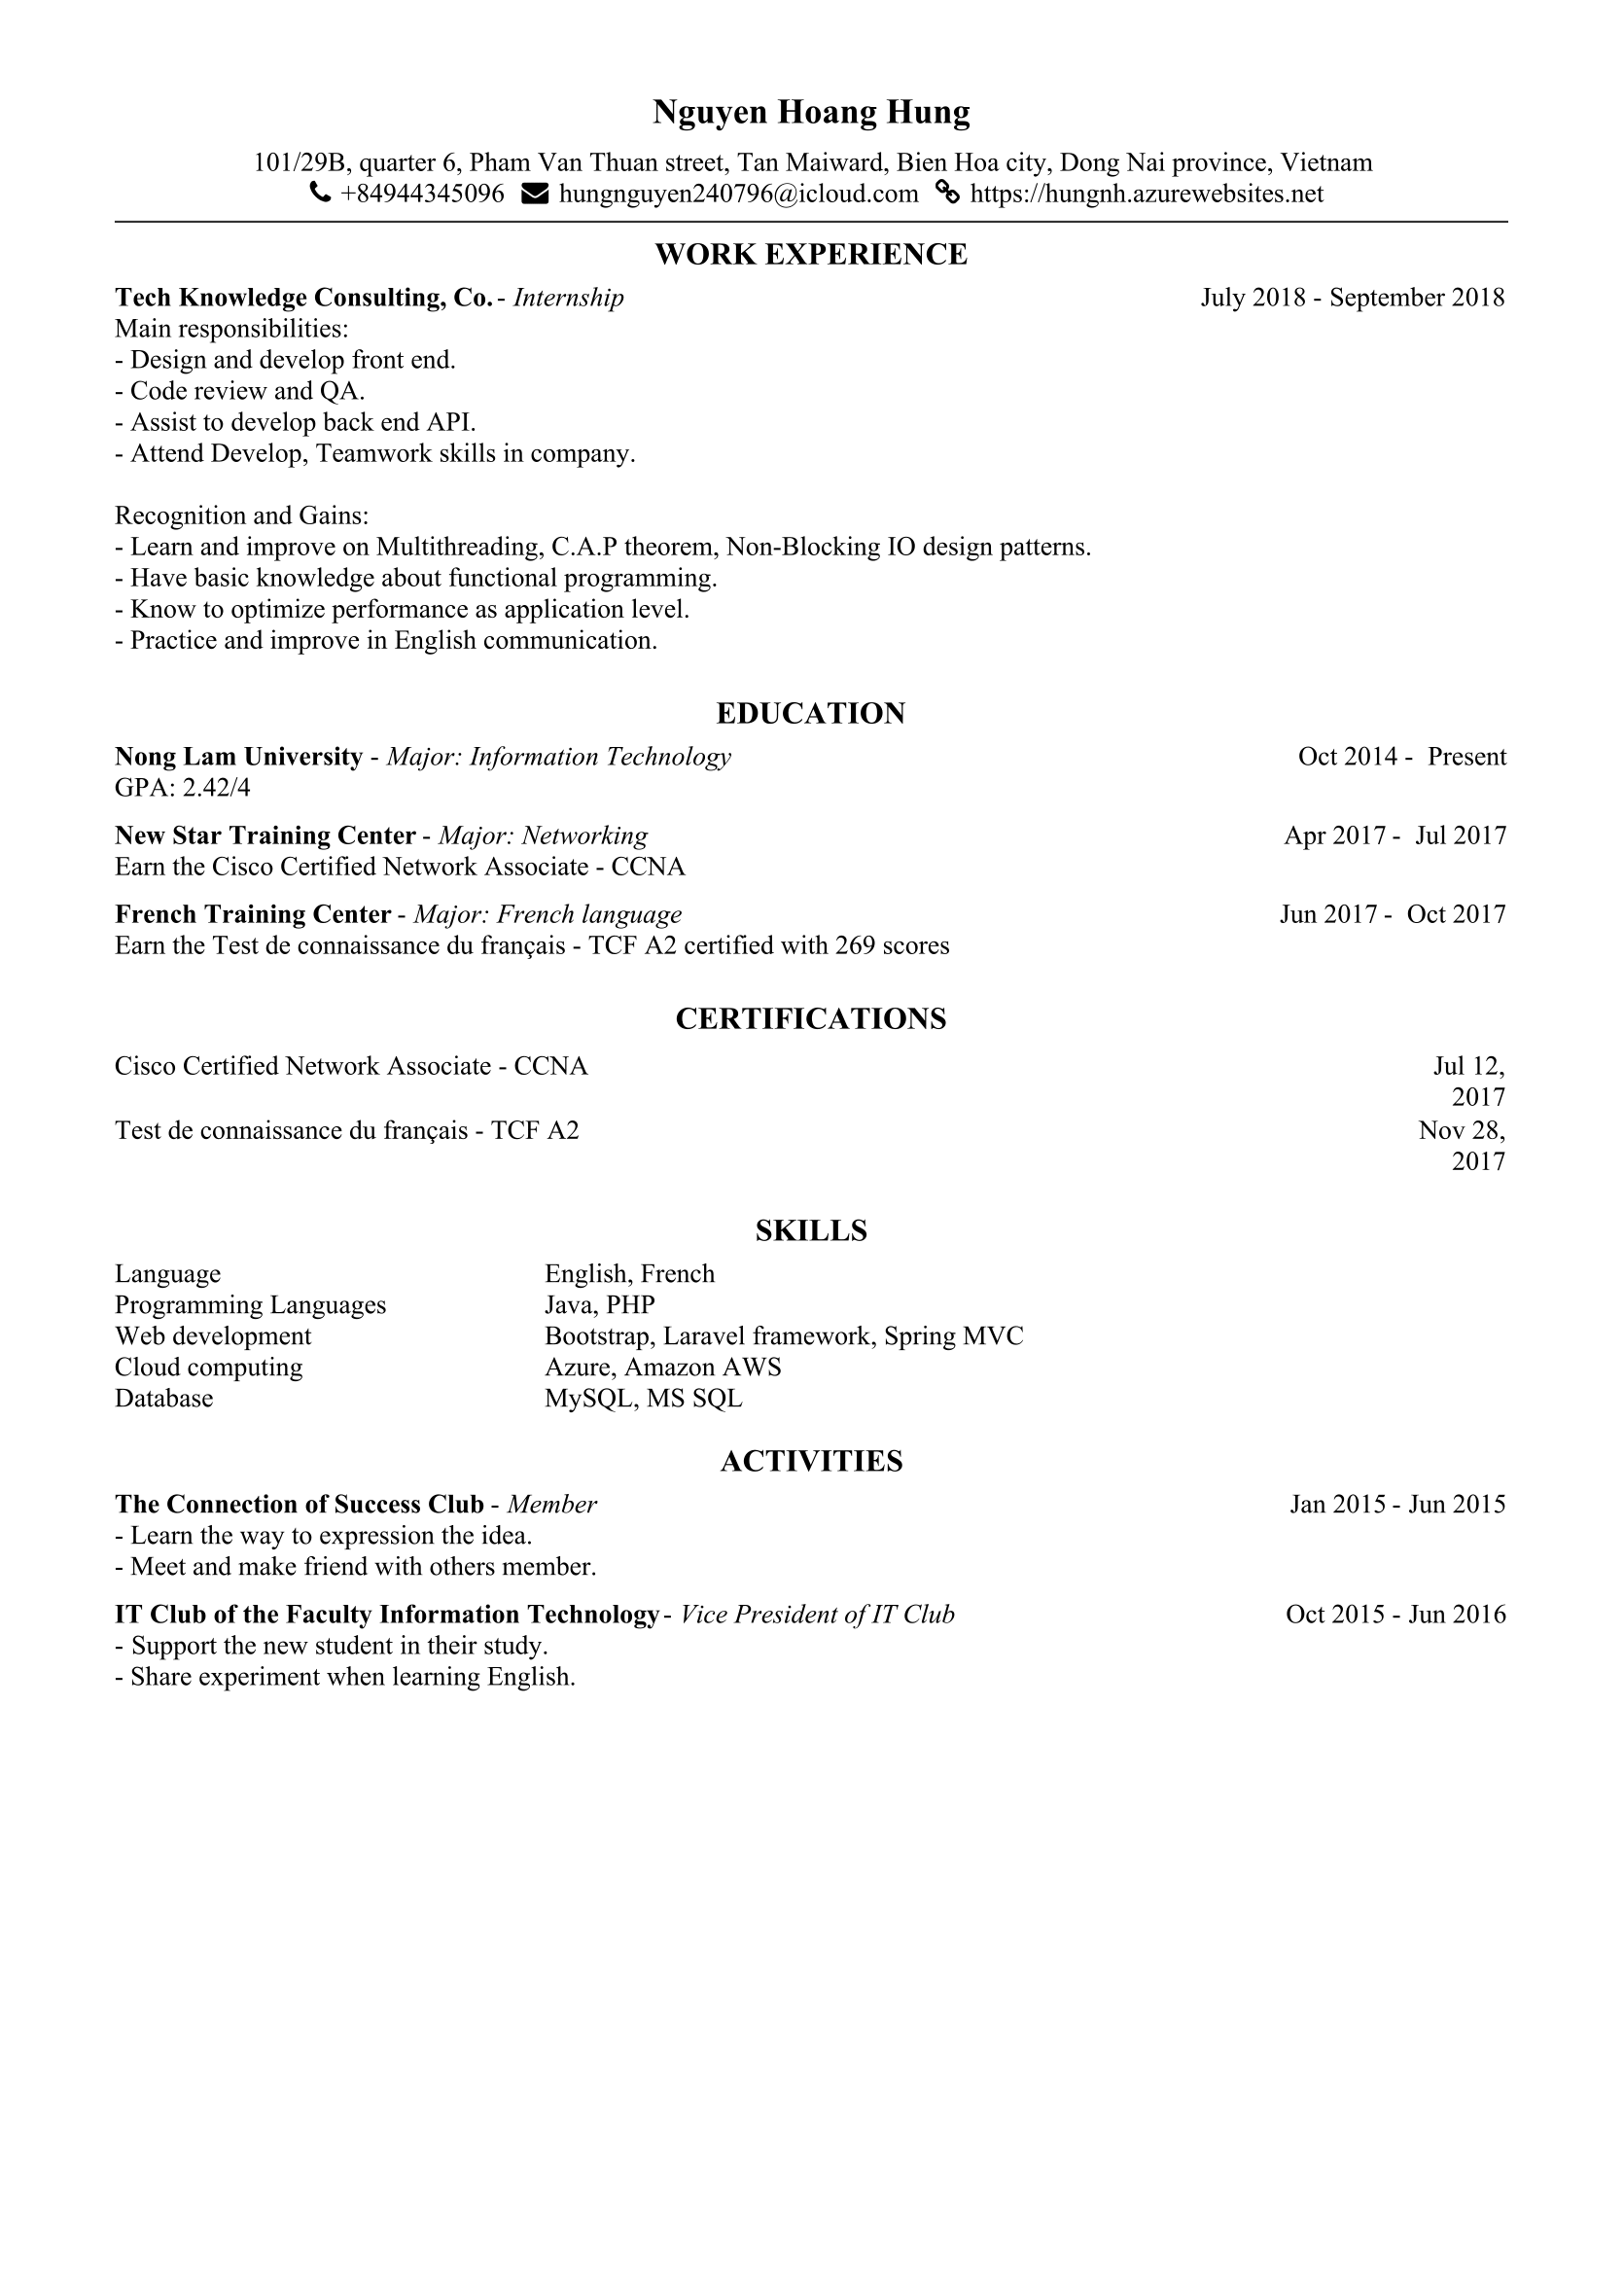 Nguyen Hoang Hung
101/29B, quarter 6, Pham Van Thuan street, Tan Maiward, Bien Hoa city, Dong Nai province, Vietnam
+84944345096 hungnguyen240796@icloud.com https://hungnh.azurewebsites.net
WORK EXPERIENCE
Tech Knowledge Consulting, Co. - Internship July 2018 - September 2018
Main responsibilities:
- Design and develop front end.
- Code review and QA.
- Assist to develop back end API.
- Attend Develop, Teamwork skills in company.
Recognition and Gains:
- Learn and improve on Multithreading, C.A.P theorem, Non-Blocking IO design patterns.
- Have basic knowledge about functional programming.
- Know to optimize performance as application level.
- Practice and improve in English communication.
EDUCATION
Nong Lam University - Major: Information Technology Oct 2014 - Present
GPA: 2.42/4
New Star Training Center - Major: Networking Apr 2017 - Jul 2017
Earn the Cisco Certified Network Associate - CCNA
French Training Center - Major: French language Jun 2017 - Oct 2017
Earn the Test de connaissance du français - TCF A2 certified with 269 scores
CERTIFICATIONS
Cisco Certified Network Associate - CCNA Jul 12,
2017
Test de connaissance du français - TCF A2 Nov 28,
2017
SKILLS
Language English, French
Programming Languages Java, PHP
Web development Bootstrap, Laravel framework, Spring MVC
Cloud computing Azure, Amazon AWS
Database MySQL, MS SQL
ACTIVITIES
The Connection of Success Club - Member Jan 2015 - Jun 2015
- Learn the way to expression the idea.
- Meet and make friend with others member.
IT Club of the Faculty Information Technology - Vice President of IT Club Oct 2015 - Jun 2016
- Support the new student in their study.
- Share experiment when learning English.